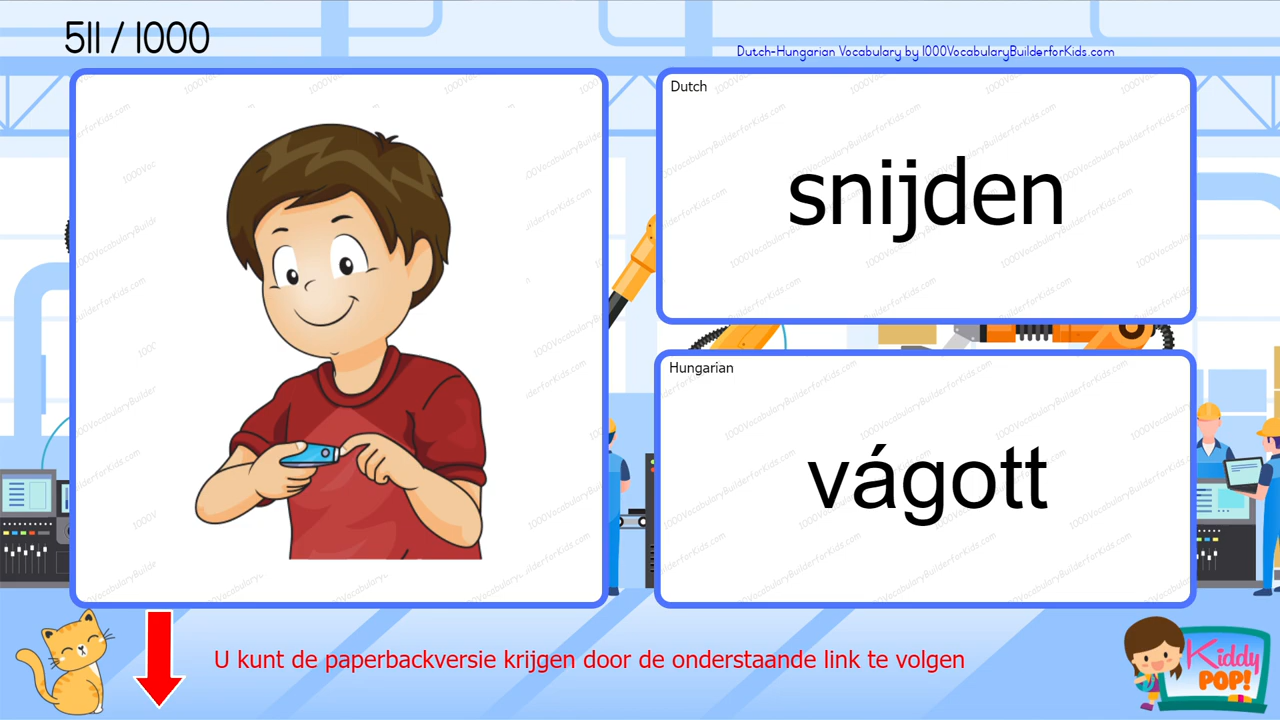 511 / 1000
Dutch-Hungarian Vocabulary by 1000VocabularyBuilderforKids.com
Dutch
snijden
Hungarian
vágott
U kunt de paperbackversie krijgen door de onderstaande link te volgen
Kiddy
POP!